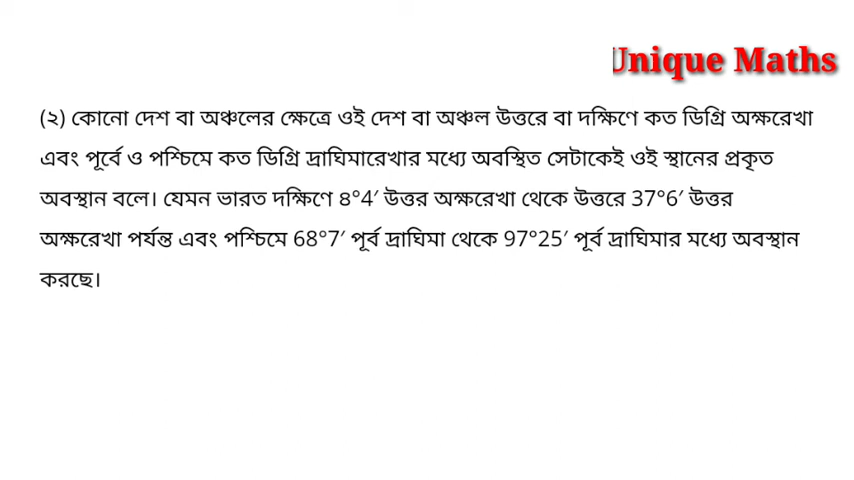 Unique Maths
(২) কোনো দেশ বা অঞ্চলের ক্ষেত্রে ওই দেশ বা অঞ্চল উত্তরে বা দক্ষিণে কত ডিগ্রি অক্ষরেখা
এবং পূর্বে ও পশ্চিমে কত ডিগ্রি দ্রাঘিমারেখার মধ্যে অবস্থিত সেটাকেই ওই স্থানের প্রকৃত
অবস্থান বলে। যেমন ভারত দক্ষিণে ৪°4′ উত্তর অক্ষরেখা থেকে উত্তরে 37°6′ উত্তর
অক্ষরেখা পর্যন্ত এবং পশ্চিমে 68°7′ পূর্ব দ্রাঘিমা থেকে 97°25′ পূর্ব দ্রাঘিমার মধ্যে অবস্থান
করছে।